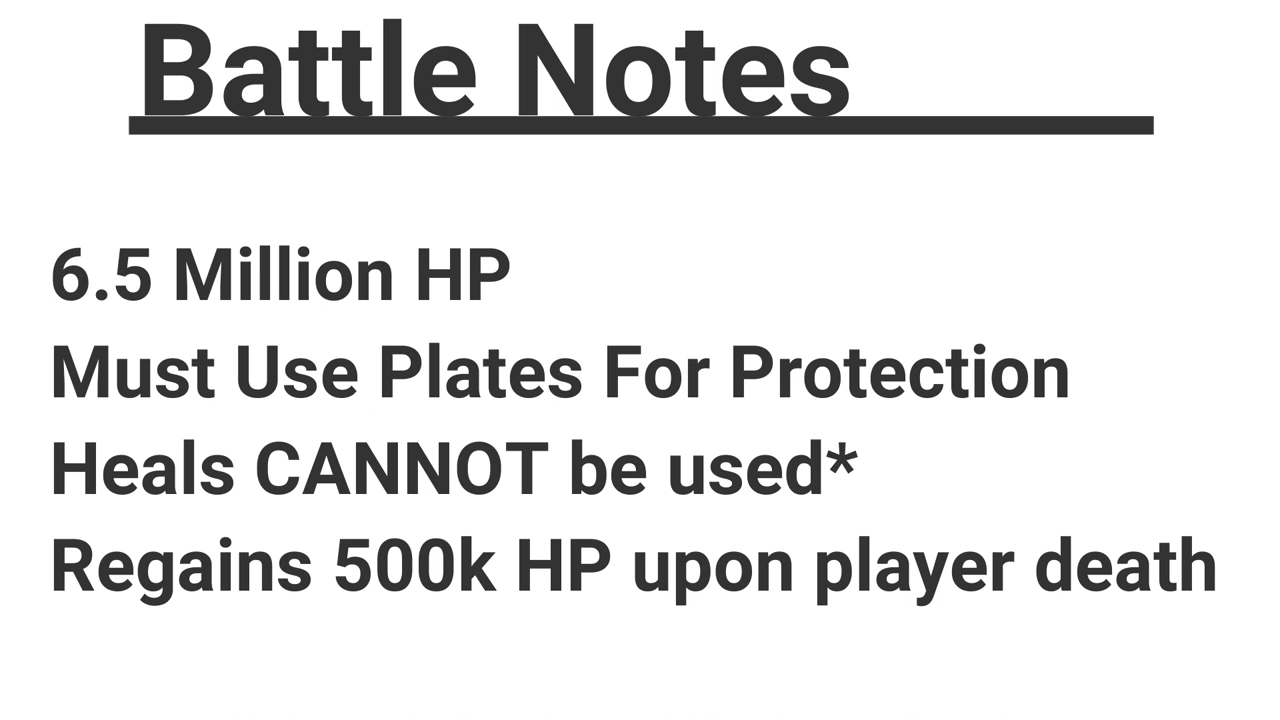 Battle Notes
6.5 Million HP
Must Use Plates For Protection
Heals CANNOT be used*
Regains 500k HP upon player death